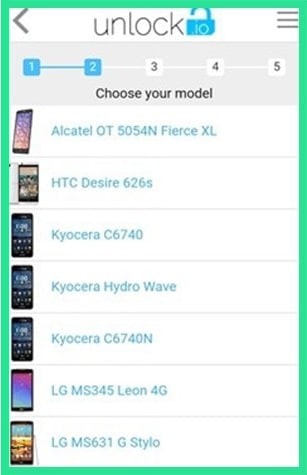 unlock.IO
1 2 3 4 5
Choose your model
Alcatel OT 5054N Fierce XL
HTC Desire 626s
Kyocera C6740
Kyocera Hydro Wave
Kyocera C6740N
LG MS345 Leon 4G
LG MS631 G Stylo